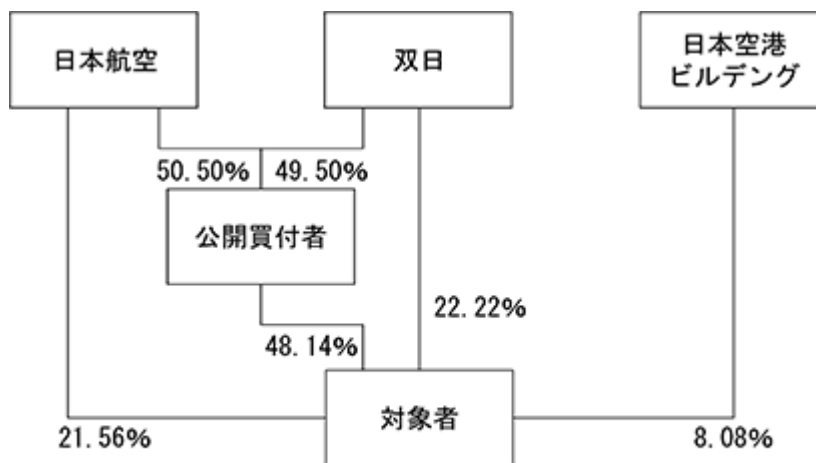 日本航空
双日
日本空港
ビルデング
50.50%
49.50%
公開買付者
22.22%
48.14%
対象者
21.56%
8.08%